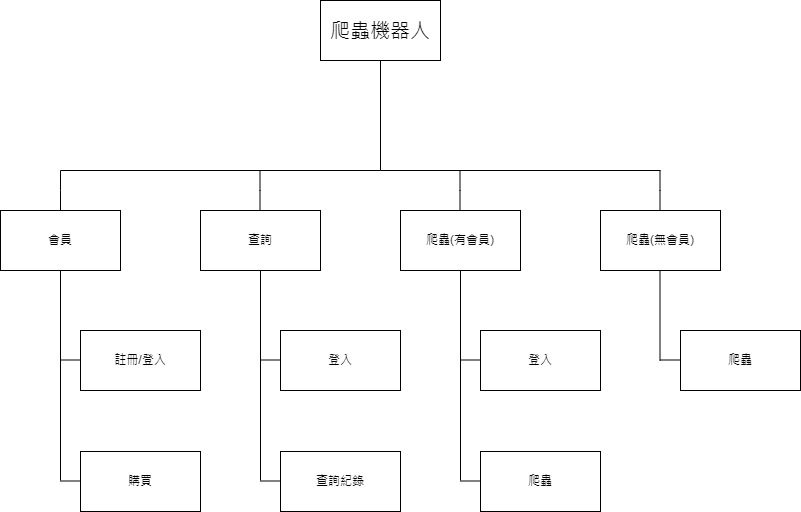 爬蟲機器人
會員
查詢
爬蟲(有會員)
爬蟲(無會員)
註冊/登入
登入
登入
爬蟲
購買
查詢紀錄
爬蟲